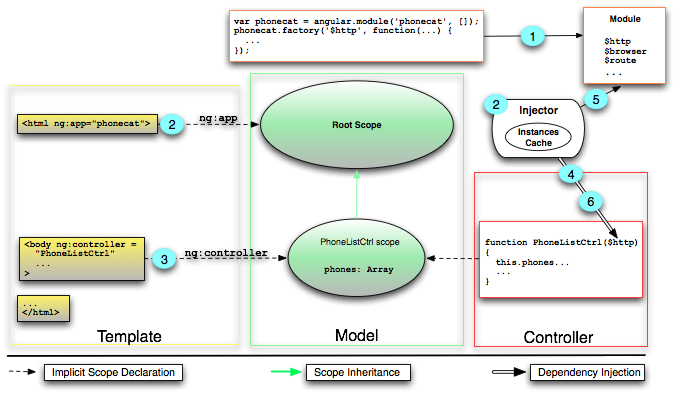 var phonecat = angular.module('phonecat', []);
phonecat.factory('$http', function(...) {
...
});
1
Module
$http
$browser
$route
...
2
Injector
Instances
Cache
5
4
6
<html ng:app="phonecat">
2
ng:app
Root Scope
<body ng:controller =
"PhoneListCtrl"
...
>
3
ng:controller
PhoneListCtrl scope
phones: Array
function PhoneListCtrl($http)
{
this.phones...
...
}
...
</html>
Template
Model
Controller
Implicit Scope Declaration
Scope Inheritance
Dependency Injection